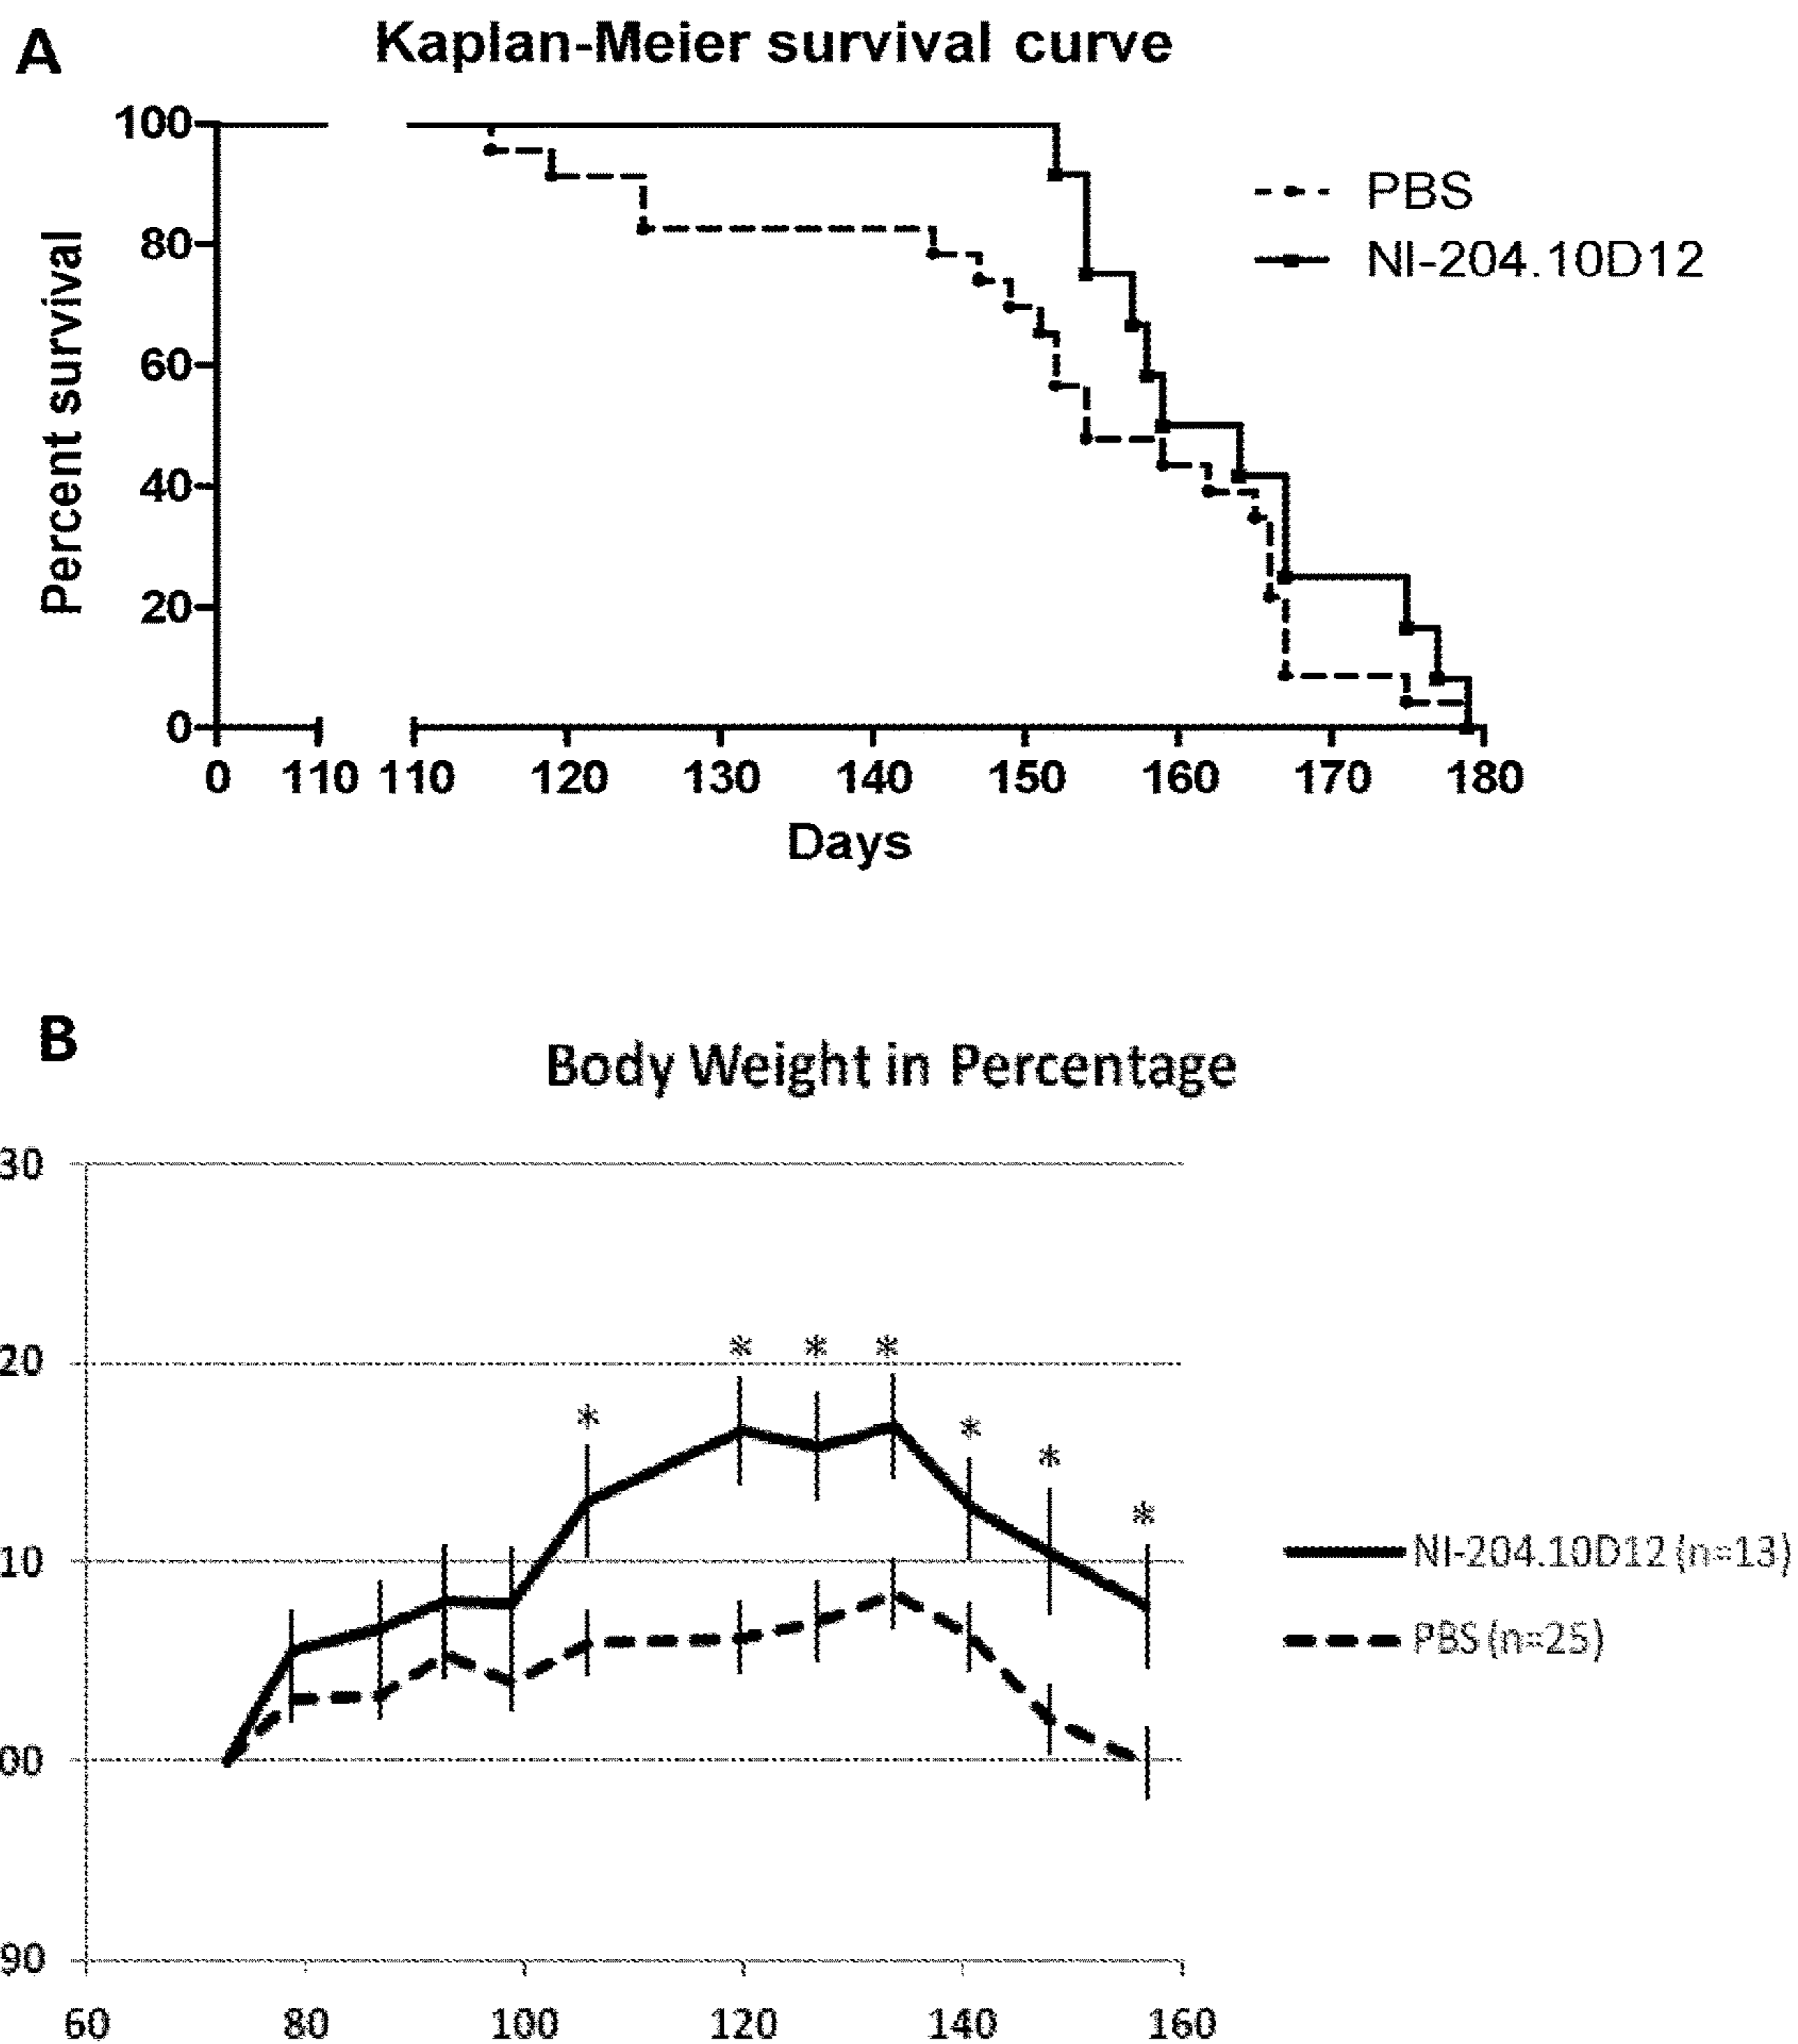 A
Kaplan-Meier survival curve
100
80
60
40
20
0
Percent survival
PBS
NI-204.10D12
0 110 110 120 130 140 150 160 170 180
Days
B
Body Weight in Percentage
30
20
10
00
90
* * * * * * *
NI-204.10D12 (n=13)
PBS (n=25)
60 80 100 120 140 160